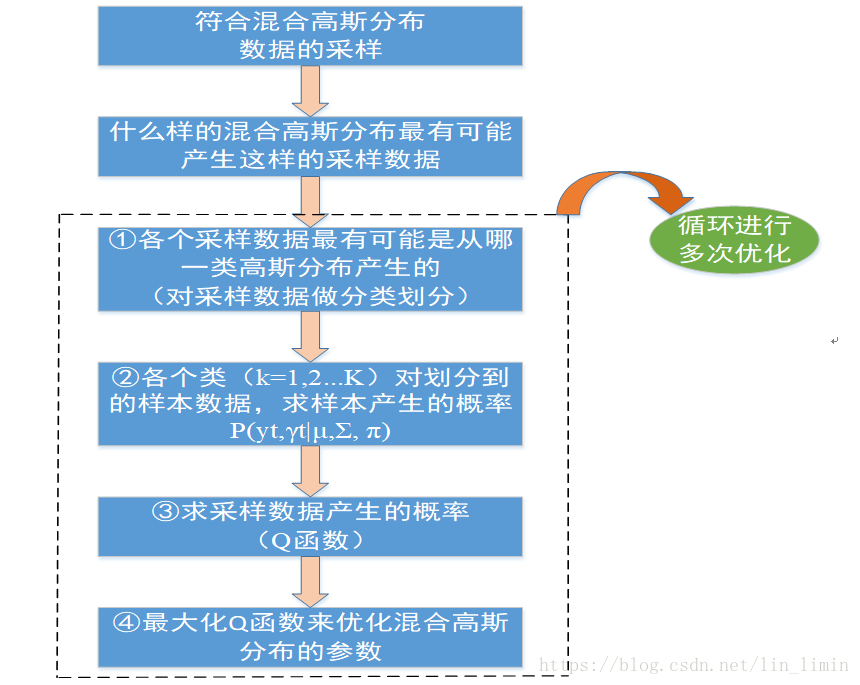 符合混合高斯分布
数据的采样
什么样的混合高斯分布最有可能
产生这样的采样数据
①各个采样数据最有可能是从哪
一类高斯分布产生的
（对采样数据做分类划分）
循环进行
多次优化
②各个类（k=1,2...K）对划分到
的样本数据，求样本产生的概率
P(yt,γt|μ,Σ, π)
③求采样数据产生的概率
（Q函数）
④最大化Q函数来优化混合高斯
分布的参数
https://blog.csdn.net/lin_limin